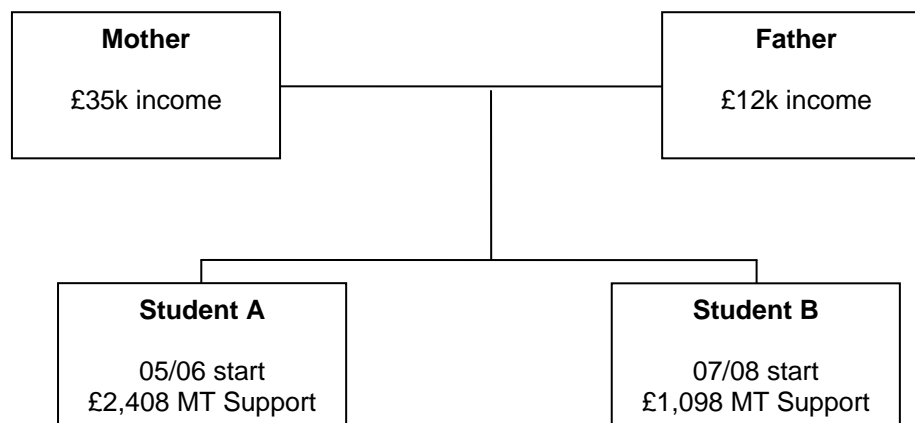 Mother
£35k income
Father
£12k income
Student A
05/06 start
£2,408 MT Support
Student B
07/08 start
£1,098 MT Support